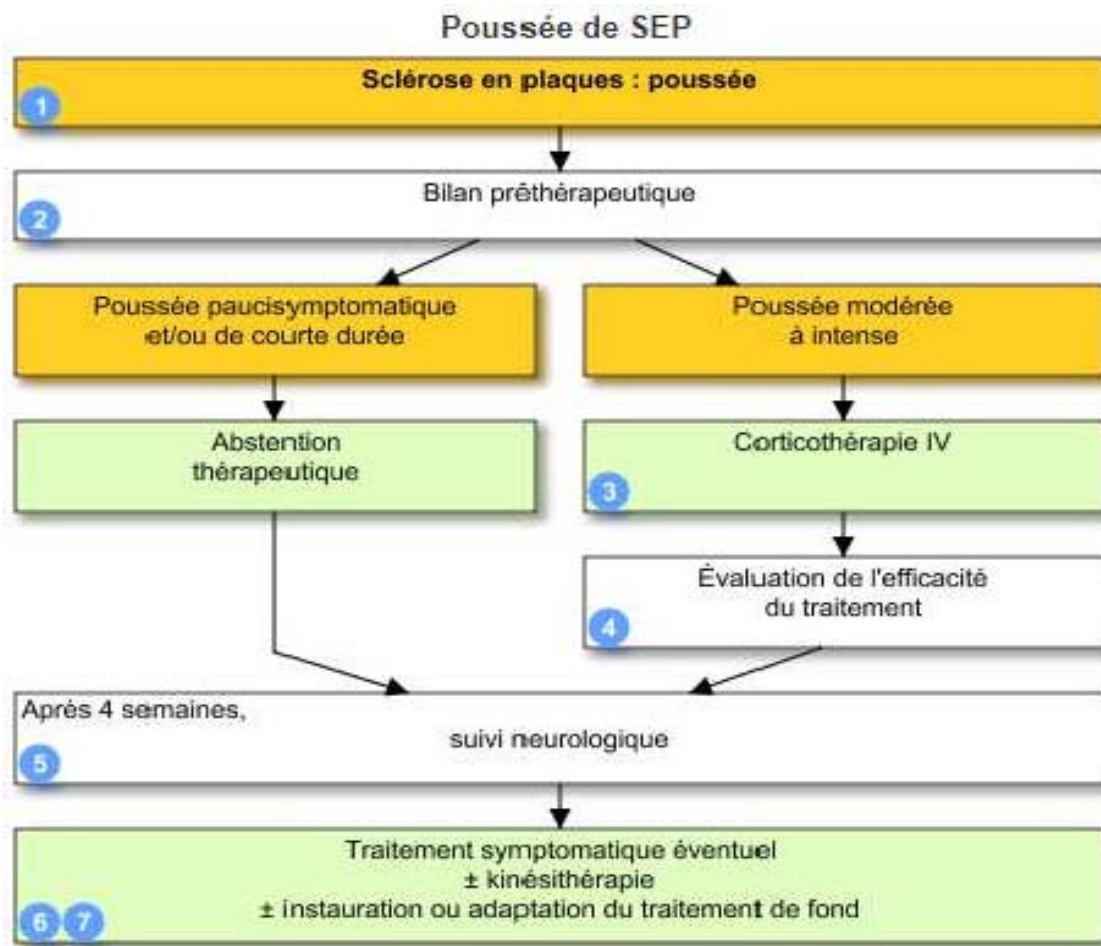 Poussée de SEP
Sclérose en plaques : poussée
1
Bilan préthérapeutique
2
Poussée paucisymptomatique
et/ou de courte durée
Poussée modérée
à intense
Abstention
thérapeutique
Corticothérapie IV
3
Évaluation de l'efficacité
du traitement
4
Après 4 semaines,
suivi neurologique
5
Traitement symptomatique éventuel
± kinésithérapie
± instauration ou adaptation du traitement de fond
6 7